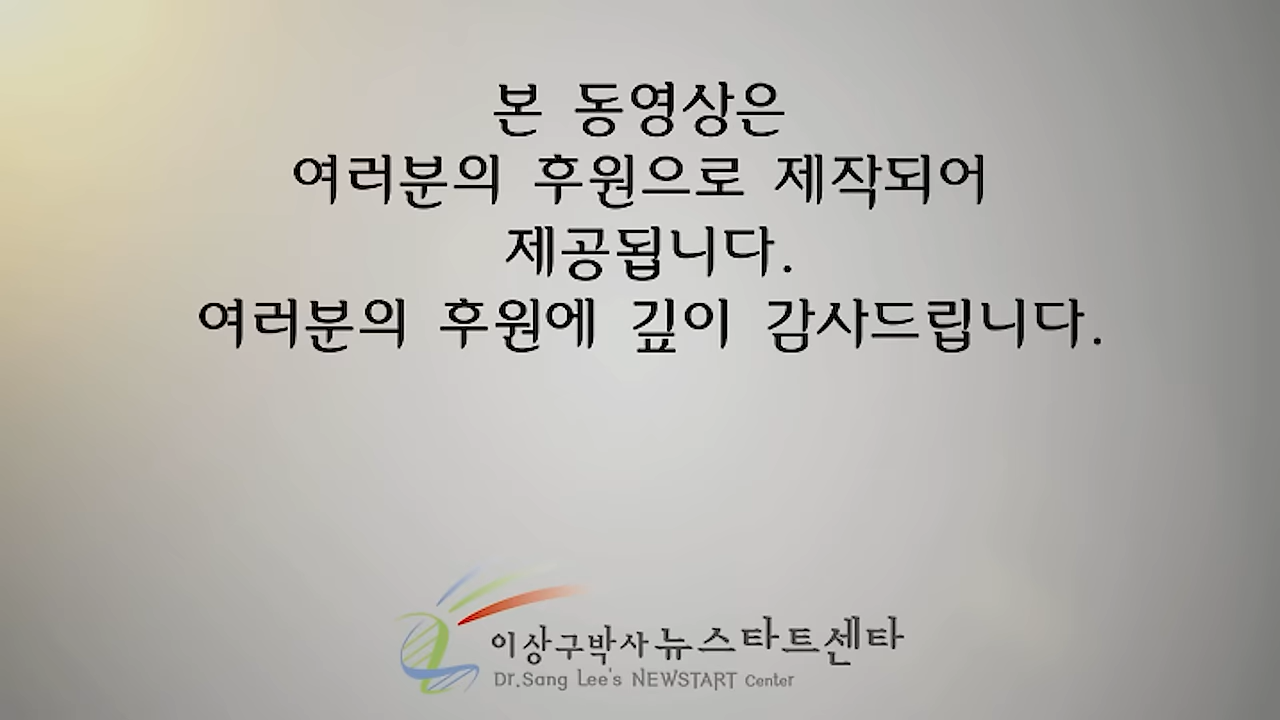 본 동영상은
여러분의 후원으로 제작되어
제공됩니다.
여러분의 후원에 깊이 감사드립니다.
이상구박사 뉴스타트센타
Dr.Sang Lee's NEWSTART Center